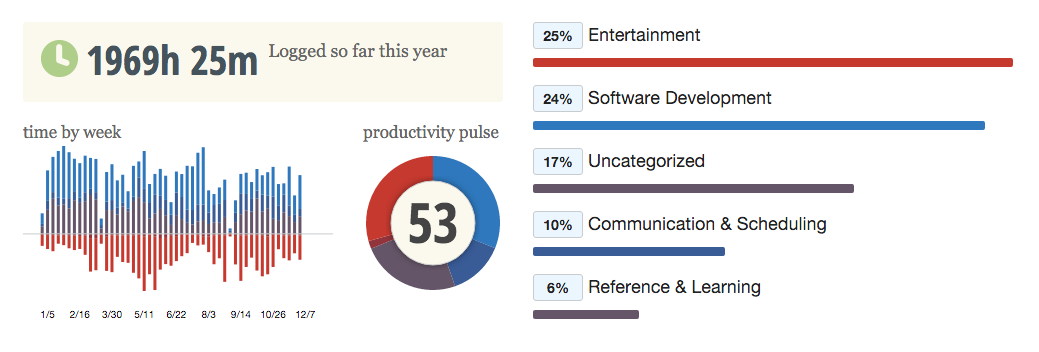 1969h 25m Logged so far this year
time by week
productivity pulse
53
1/5 2/16 3/30 5/11 6/22 8/3 9/14 10/26 12/7
25% Entertainment
24% Software Development
17% Uncategorized
10% Communication & Scheduling
6% Reference & Learning